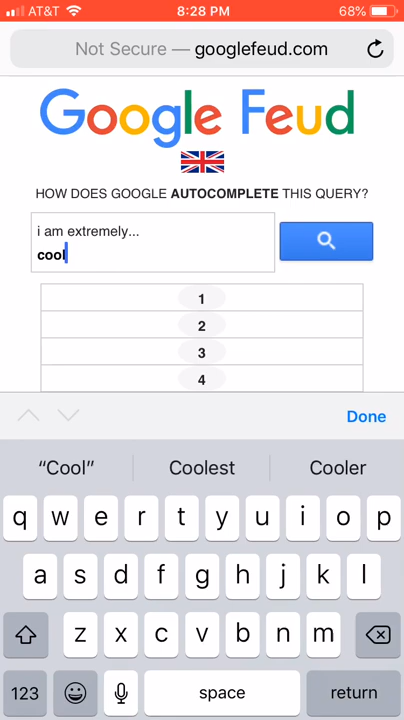 AT&T 8:28 PM 68%
Not Secure — googlefeud.com
Google Feud
HOW DOES GOOGLE AUTOCOMPLETE THIS QUERY?
i am extremely...
cool
1
2
3
4
Done
“Cool” Coolest Cooler
q w e r t y u i o p
a s d f g h j k l
z x c v b n m
123 space return